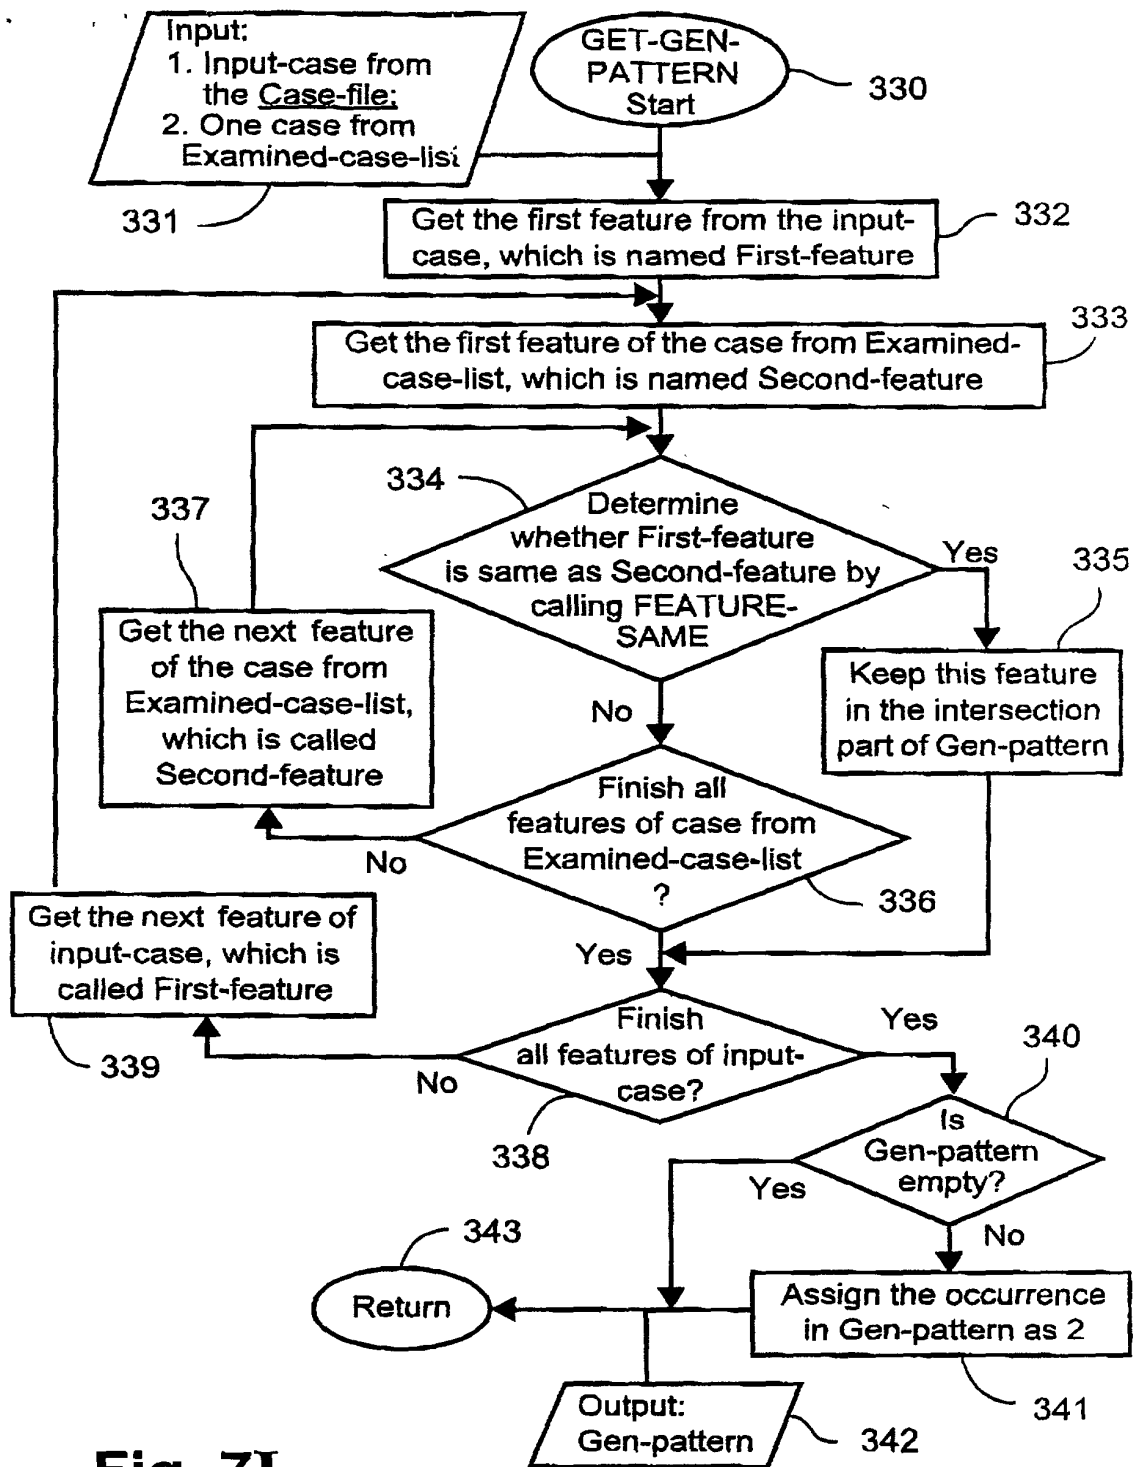 Input:
1. Input-case from
the Case-file;
2. One case from
Examined-case-list
331
GET-GEN-
PATTERN
Start
330
Get the first feature from the input-
case, which is named First-feature
332
Get the first feature of the case from Examined-
case-list, which is named Second-feature
333
334
Determine
whether First-feature
is same as Second-feature by
calling FEATURE-
SAME
Yes
335
Keep this feature
in the intersection
part of Gen-pattern
337
Get the next feature
of the case from
Examined-case-list,
which is called
Second-feature
No
Finish all
features of case from
Examined-case-list
?
No
336
Yes
Get the next feature of
input-case, which is
called First-feature
339
Finish
all features of input-
case?
No
338
Yes
340
Is
Gen-pattern
empty?
Yes
No
343
Return
Assign the occurrence
in Gen-pattern as 2
341
Output:
Gen-pattern
342
Fig. 7I